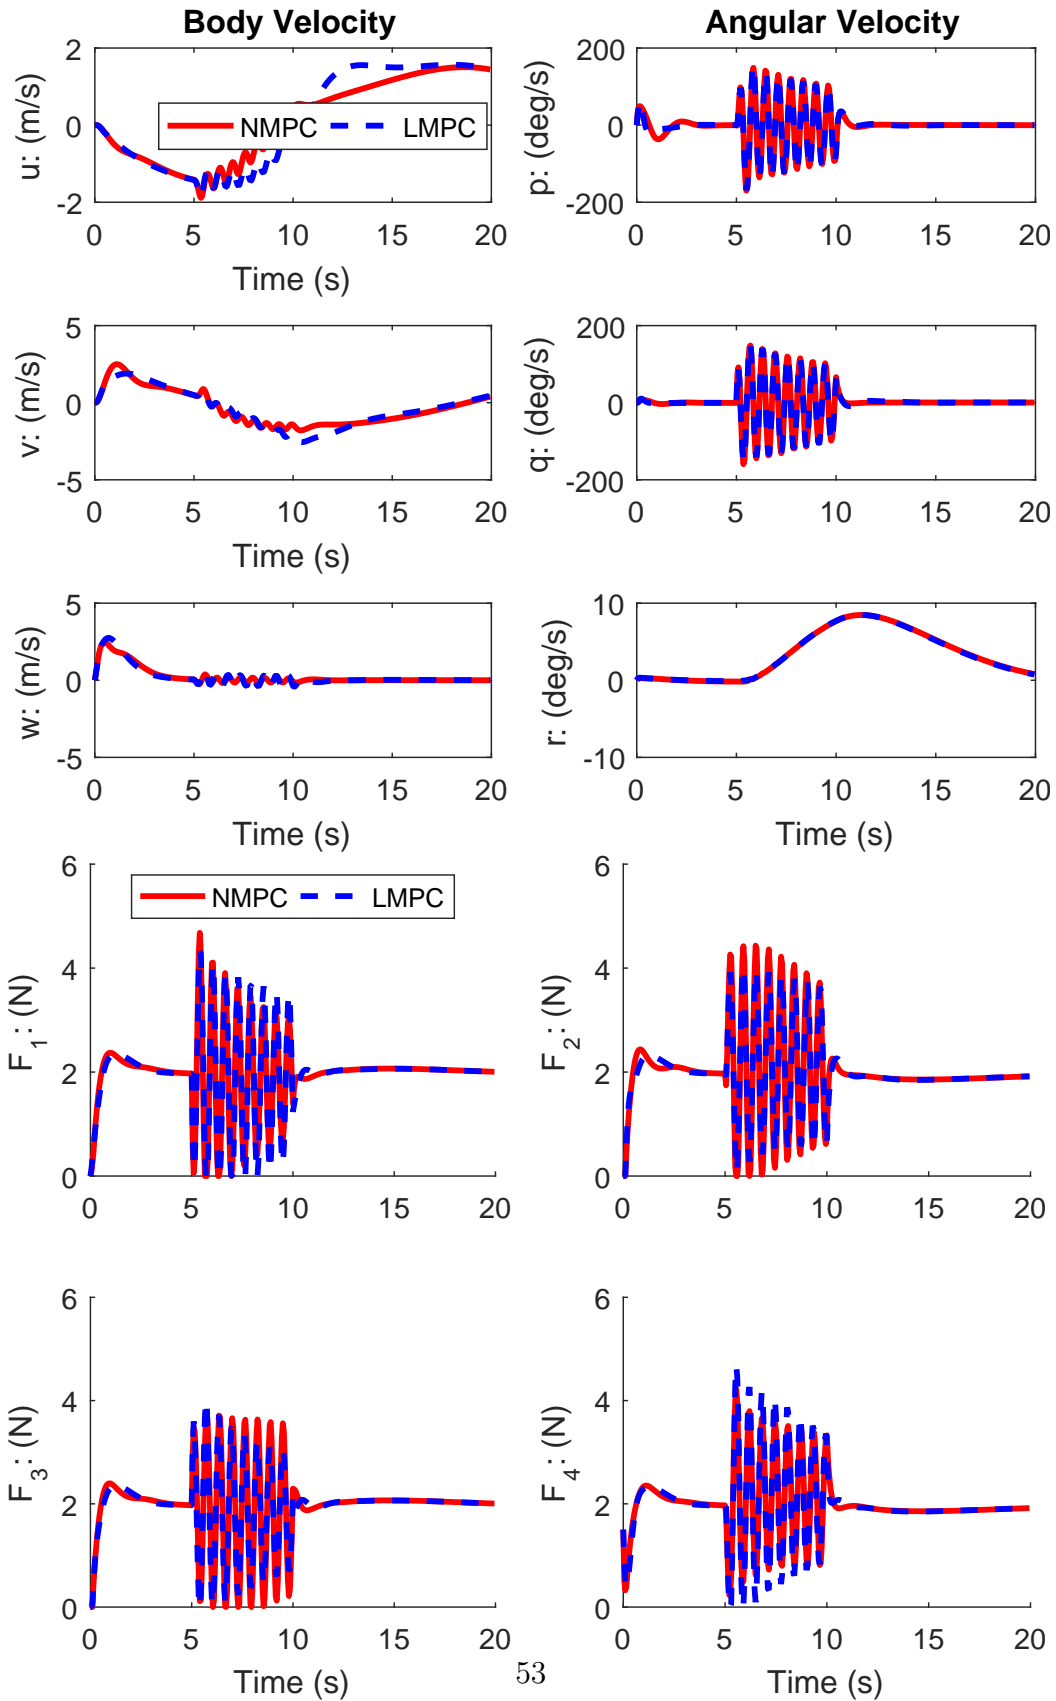 Body Velocity
Angular Velocity
2
0
-2
u: (m/s)
NMPC
LMPC
0 5 10 15 20
Time (s)
200
0
-200
p: (deg/s)
0 5 10 15 20
5
0
-5
v: (m/s)
0 5 10 15 20
Time (s)
200
0
-200
q: (deg/s)
0 5 10 15 20
5
0
-5
w: (m/s)
0 5 10 15 20
Time (s)
10
0
-10
r: (deg/s)
0 5 10 15 20
Time (s)
6
4
2
0
F1: (N)
NMPC
LMPC
0 5 10 15 20
6
4
2
0
F2: (N)
0 5 10 15 20
6
4
2
0
F3: (N)
0 5 10 15 20
Time (s)
6
4
2
0
F4: (N)
0 5 10 15 20
Time (s)
53